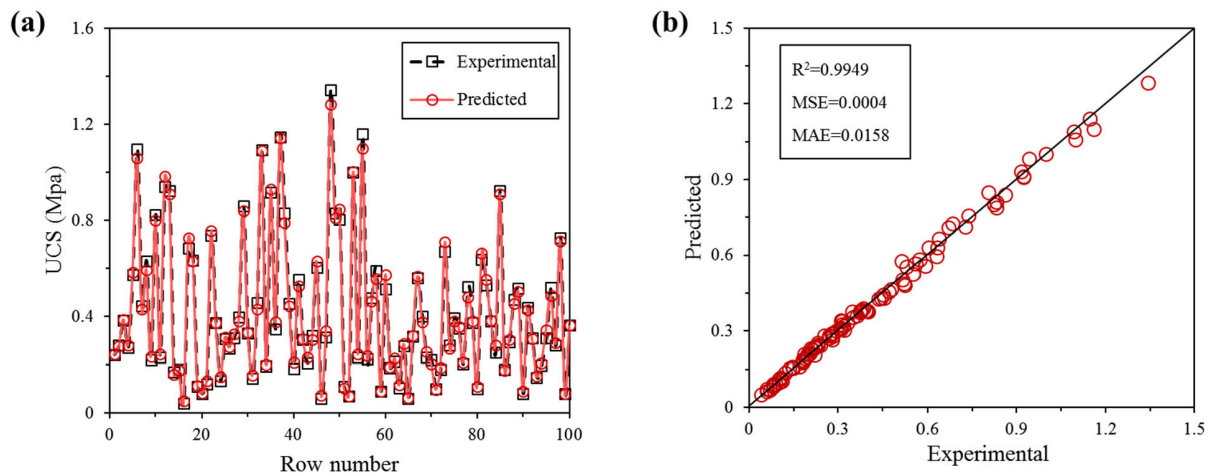 (a)
1.6
1.2
0.8
0.4
0
UCS (Mpa)
Experimental
Predicted
0
20
40
60
80
100
Row number
(b)
1.5
1.2
0.9
0.6
0.3
0
Predicted
R²=0.9949
MSE=0.0004
MAE=0.0158
0
0.3
0.6
0.9
1.2
1.5
Experimental